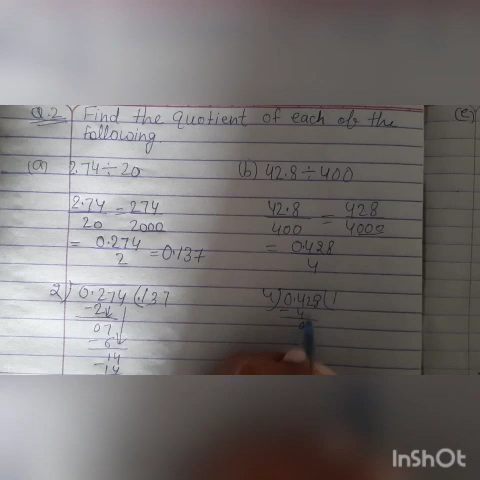 Q.2 Find the quotient of each of the
following.
(a) 2.74÷20
2.74/20 = 274/2000
= 0.274/2 = 0.137
2)0.274(.137
-2
07
-6
14
-14
(b) 42.8÷400
42.8/400 = 428/4000
= 0.428/4
4)0.428(.1
-4
InShOt